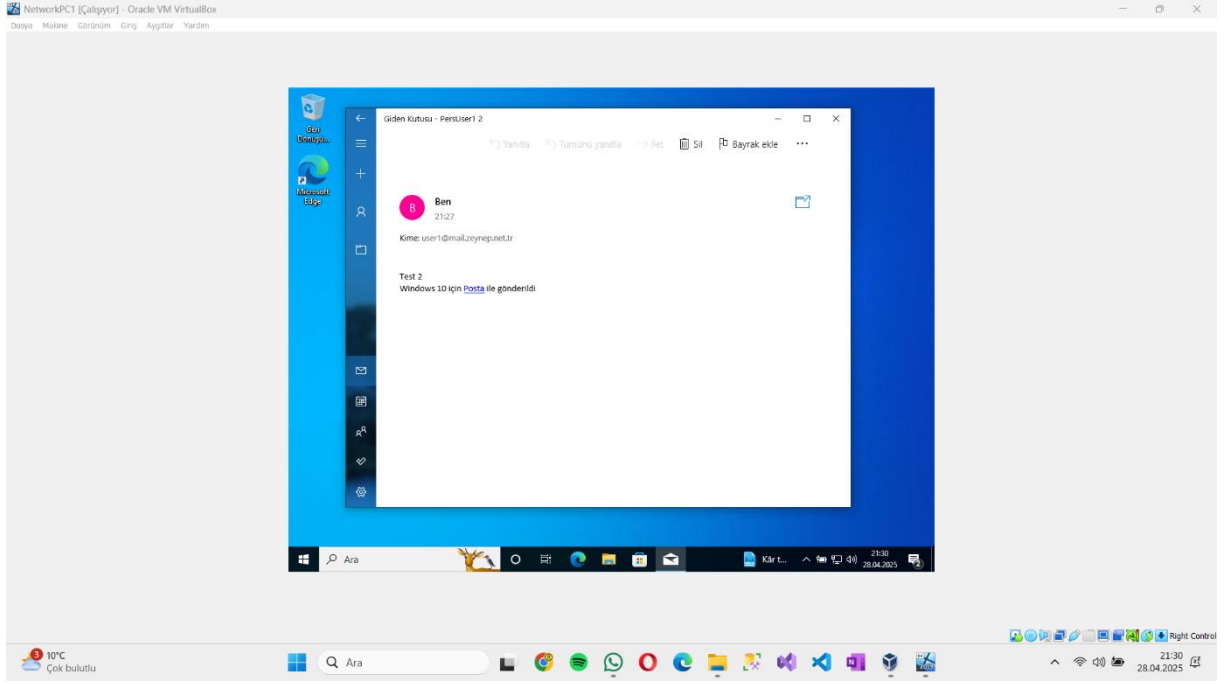 NetworkPC1 [Çalışıyor] - Oracle VM VirtualBox
Dosya Makine Görünüm Giriş Aygıtlar Yardım
Geri
Dönüşü...
Microsoft
Edge
Giden Kutusu - PersUser1 2
Yanıtla Tümünü yanıtla İlet Sil Bayrak ekle ...
B
Ben
21:27
Kime: user1@mail.zeynep.net.tr
Test 2
Windows 10 için Posta ile gönderildi
Ara
Kâr t...
21:30
28.04.2025
2
Right Control
3
10°C
Çok bulutlu
Ara
21:30
28.04.2025